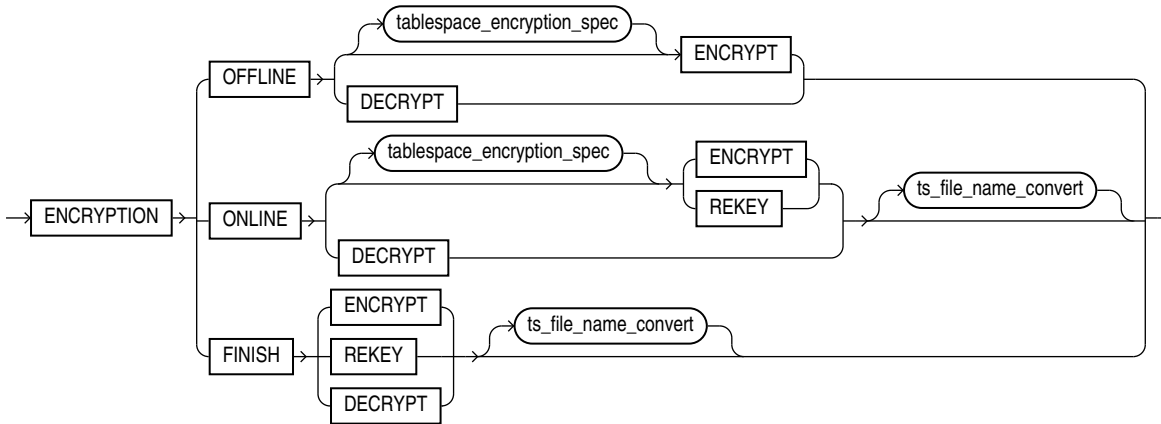 tablespace_encryption_spec
ENCRYPT
OFFLINE
DECRYPT
tablespace_encryption_spec
ENCRYPT
ts_file_name_convert
REKEY
ENCRYPTION
ONLINE
DECRYPT
ENCRYPT
ts_file_name_convert
FINISH
REKEY
DECRYPT